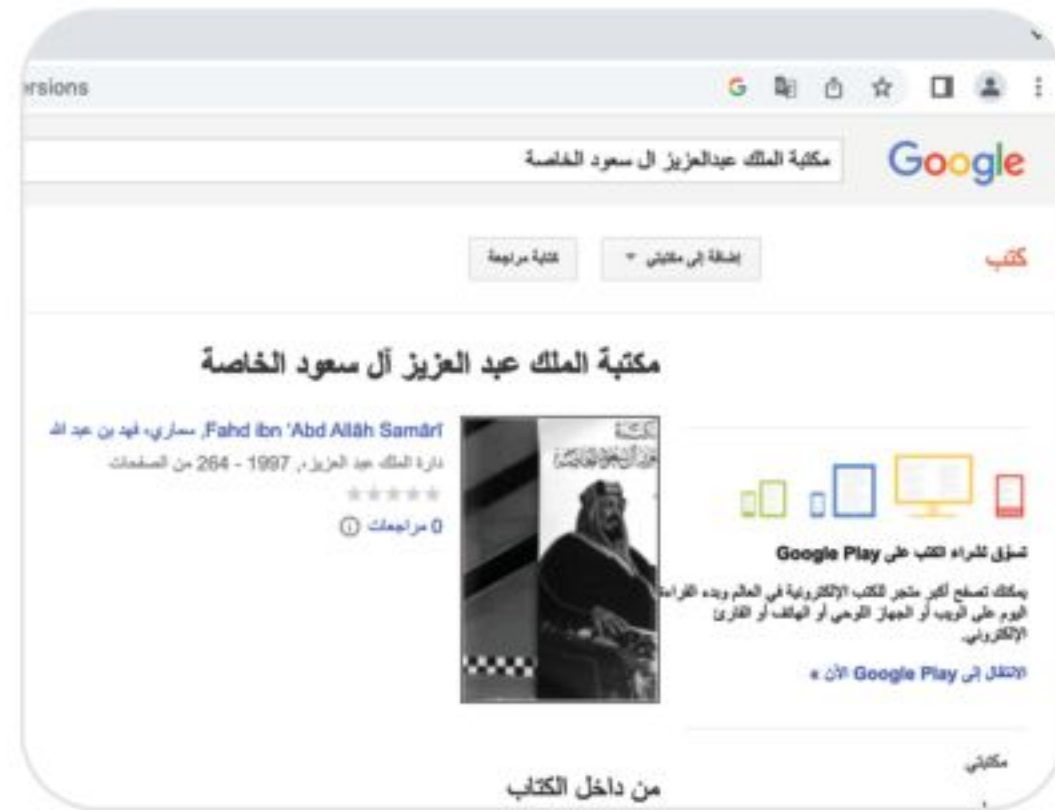 ersions
مكتبة الملك عبدالعزيز ال سعود الخاصة
Google
كتب
إضافة إلى مكتبتي
كتابة مراجعة
مكتبة الملك عبد العزيز آل سعود الخاصة
Fahd ibn 'Abd Allāh Samārī, سماري، فهد بن عبد الله
دارة الملك عبد العزيز،, 1997 - 264 من الصفحات
0 مراجعات
مكتبة
تسوّق لشراء الكتب على Google Play
يمكنك تصفح أكبر متجر للكتب الإلكترونية في العالم وبدء القراءة
اليوم على الويب أو الجهاز اللوحي أو الهاتف أو القارئ
الإلكتروني.
الانتقال إلى Google Play الآن »
مكتبتي
من داخل الكتاب